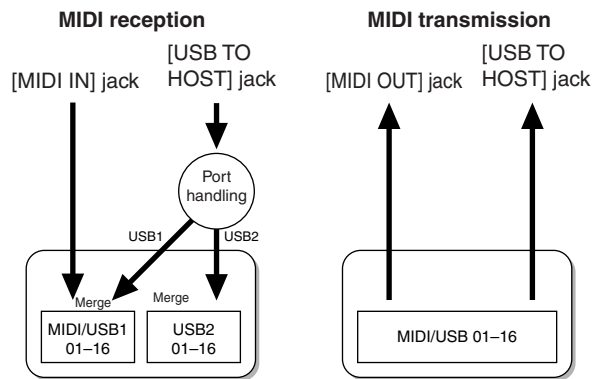 MIDI reception
[MIDI IN] jack
[USB TO
HOST] jack
Port
handling
USB1
USB2
Merge
Merge
MIDI/USB1
01–16
USB2
01–16
MIDI transmission
[MIDI OUT] jack
[USB TO
HOST] jack
MIDI/USB 01–16